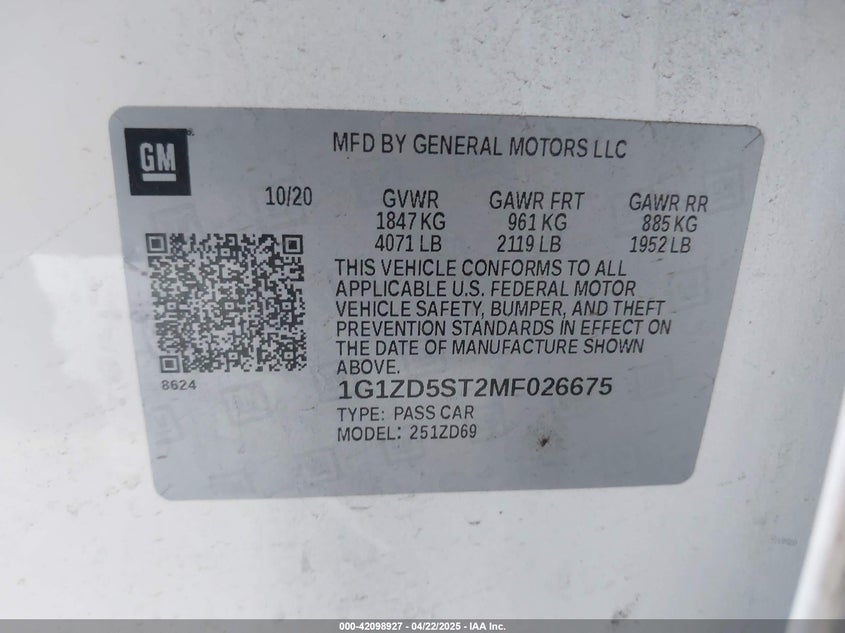 GM
MFD BY GENERAL MOTORS LLC
10/20 GVWR GAWR FRT GAWR RR
1847 KG 961 KG 885 KG
4071 LB 2119 LB 1952 LB
THIS VEHICLE CONFORMS TO ALL
APPLICABLE U.S. FEDERAL MOTOR
VEHICLE SAFETY, BUMPER, AND THEFT
PREVENTION STANDARDS IN EFFECT ON
THE DATE OF MANUFACTURE SHOWN
ABOVE.
8624
1G1ZD5ST2MF026675
TYPE: PASS CAR
MODEL: 251ZD69
000-42098927 - 04/22/2025 - IAA Inc.